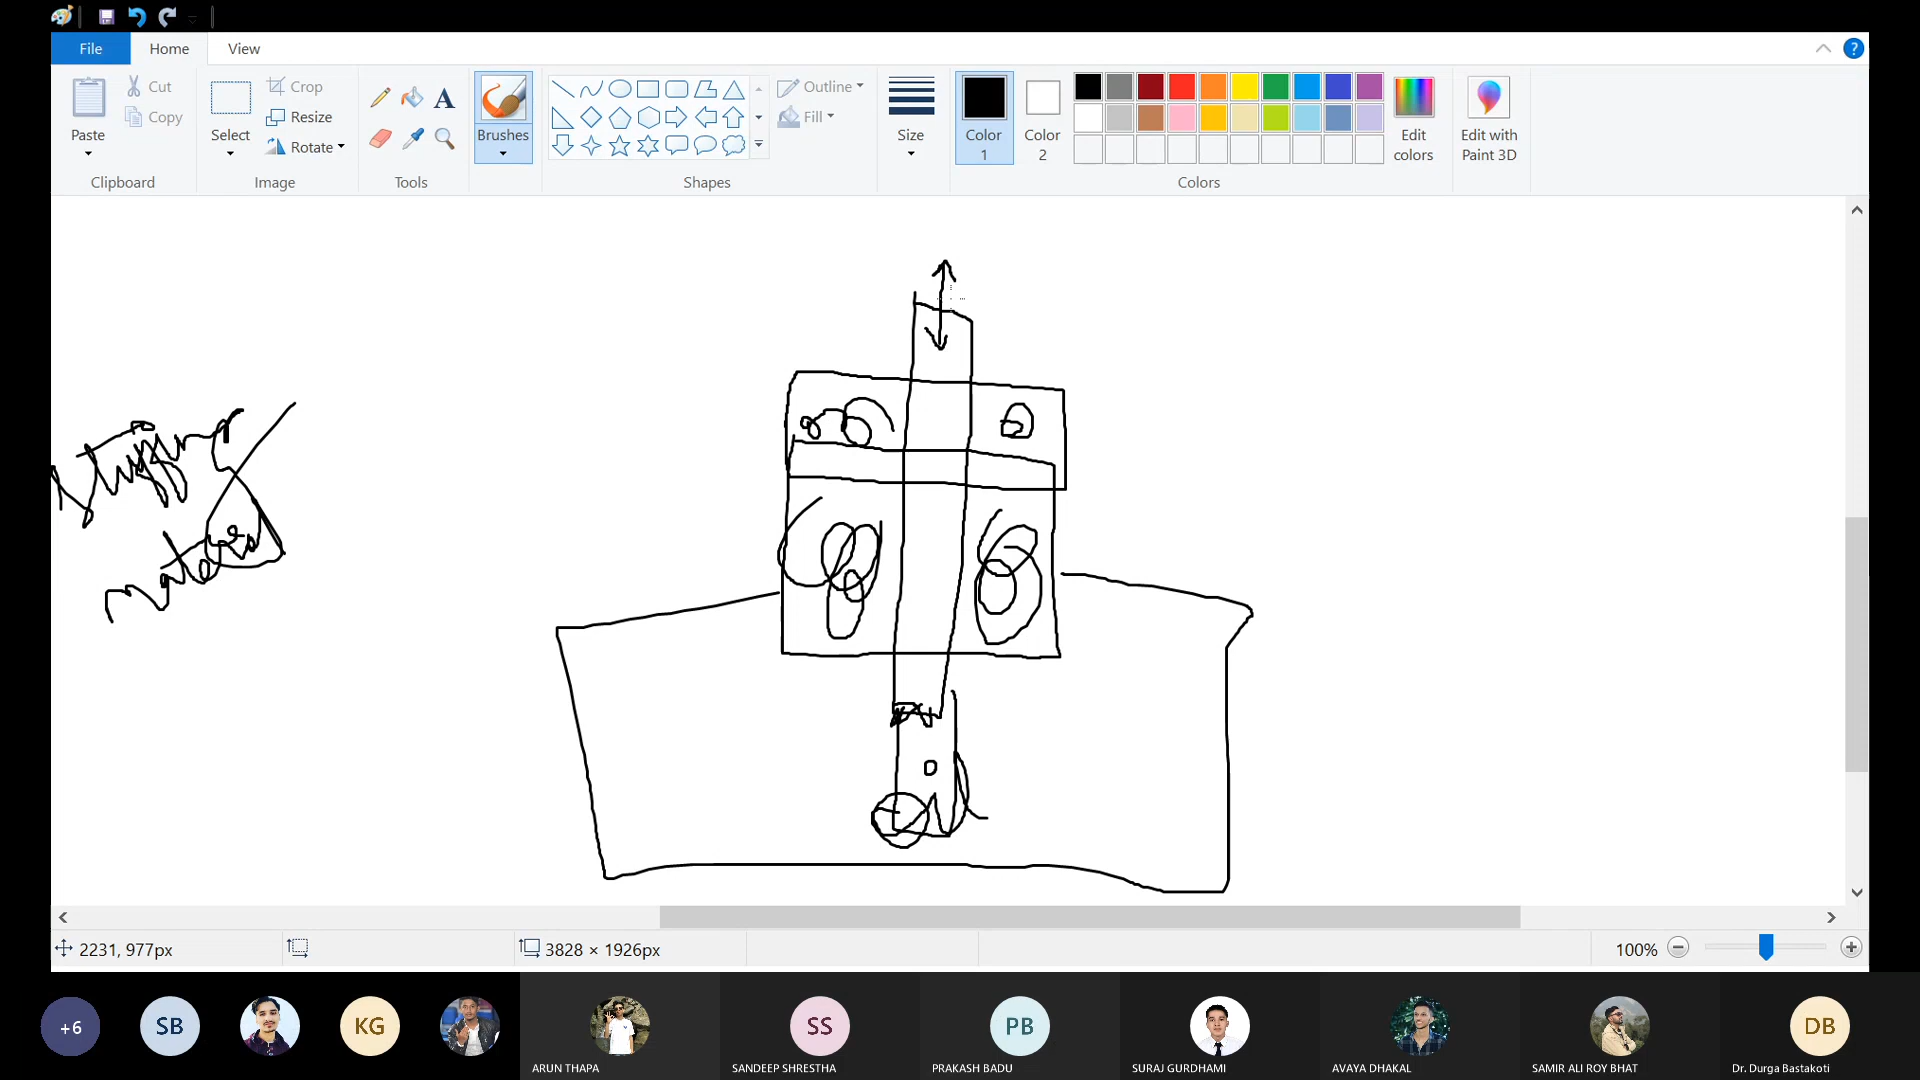 File Home View
Paste
Cut
Copy
Clipboard
Select
Crop
Resize
Rotate
Image
Tools
Brushes
Shapes
Outline
Fill
Size
Color 1
Color 2
Edit colors
Edit with Paint 3D
Colors
2231, 977px
3828 × 1926px
100%
+6
SB
KG
ARUN THAPA
SS
SANDEEP SHRESTHA
PB
PRAKASH BADU
SURAJ GURDHAMI
AVAYA DHAKAL
SAMIR ALI ROY BHAT
DB
Dr. Durga Bastakoti